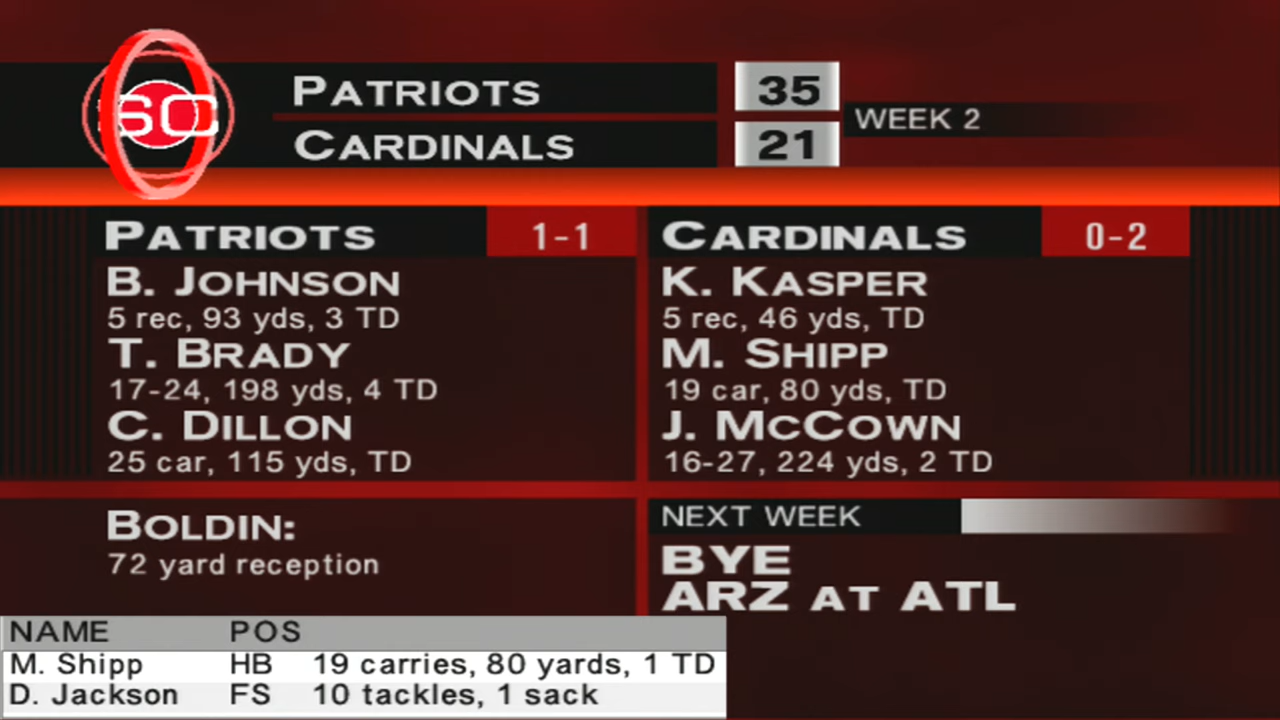 SC
PATRIOTS 35
CARDINALS 21
WEEK 2
PATRIOTS 1-1
B. JOHNSON
5 rec, 93 yds, 3 TD
T. BRADY
17-24, 198 yds, 4 TD
C. DILLON
25 car, 115 yds, TD
CARDINALS 0-2
K. KASPER
5 rec, 46 yds, TD
M. SHIPP
19 car, 80 yds, TD
J. MCCOWN
16-27, 224 yds, 2 TD
BOLDIN:
72 yard reception
NEXT WEEK
BYE
ARZ AT ATL
NAME POS
M. Shipp HB 19 carries, 80 yards, 1 TD
D. Jackson FS 10 tackles, 1 sack